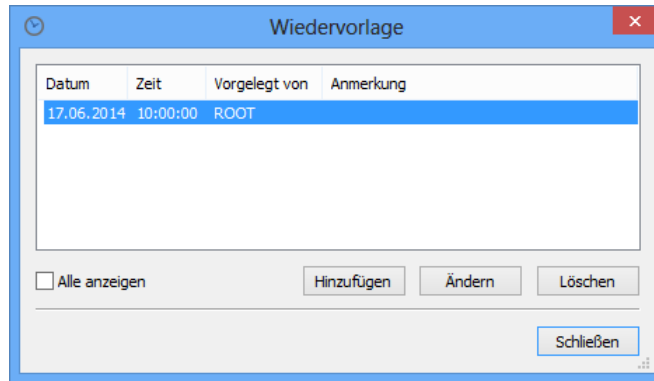 Wiedervorlage
Datum Zeit Vorgelegt von Anmerkung
17.06.2014 10:00:00 ROOT
Alle anzeigen Hinzufügen Ändern Löschen
Schließen